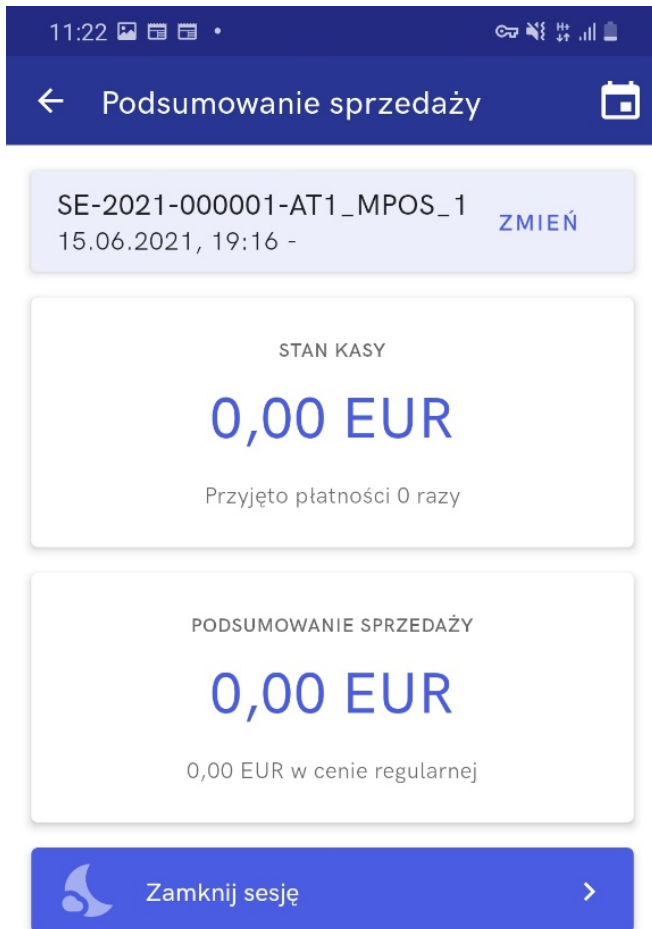 11:22
Podsumowanie sprzedaży
SE-2021-000001-AT1_MPOS_1
ZMIEŃ
15.06.2021, 19:16 -
STAN KASY
0,00 EUR
Przyjęto płatności 0 razy
PODSUMOWANIE SPRZEDAŻY
0,00 EUR
0,00 EUR w cenie regularnej
Zamknij sesję